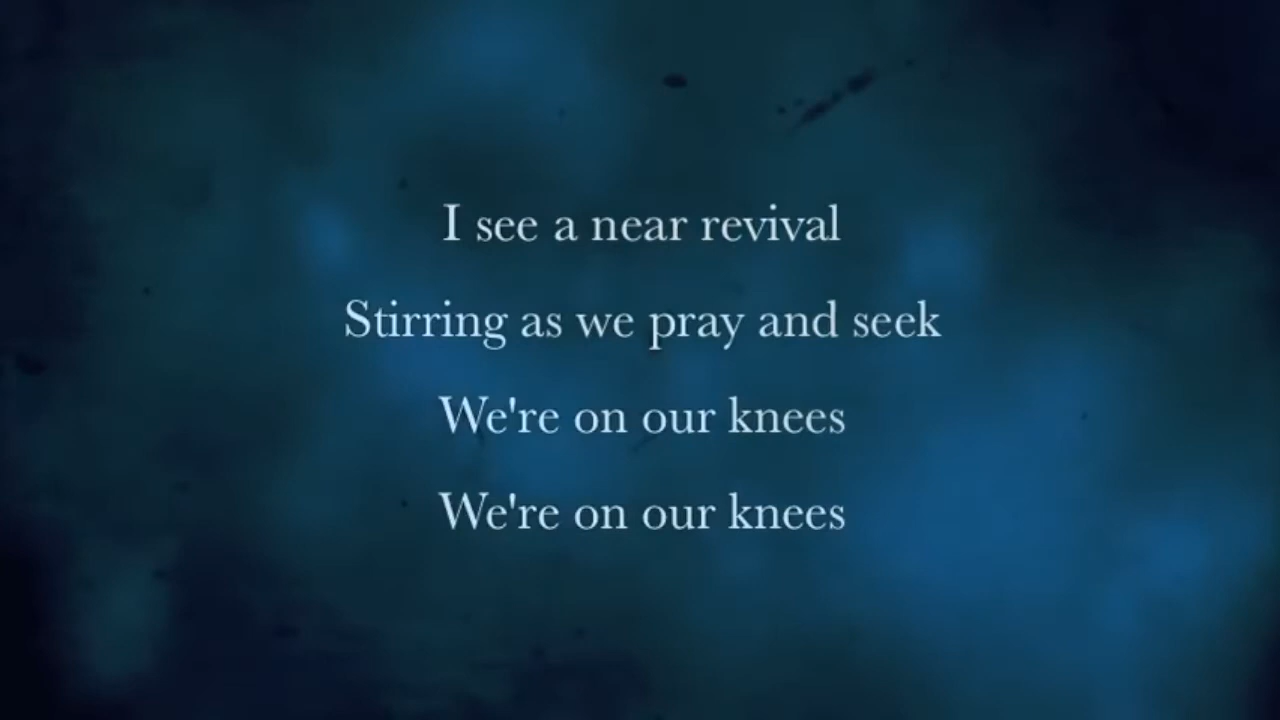 I see a near revival
Stirring as we pray and seek
We're on our knees
We're on our knees